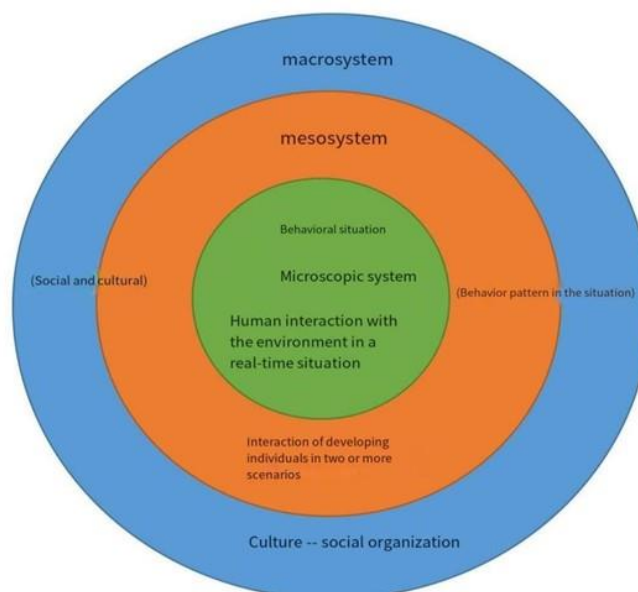 macrosystem
mesosystem
Behavioral situation
Microscopic system
(Social and cultural)
(Behavior pattern in the situation)
Human interaction with
the environment in a
real-time situation
Interaction of developing
individuals in two or more
scenarios
Culture -- social organization